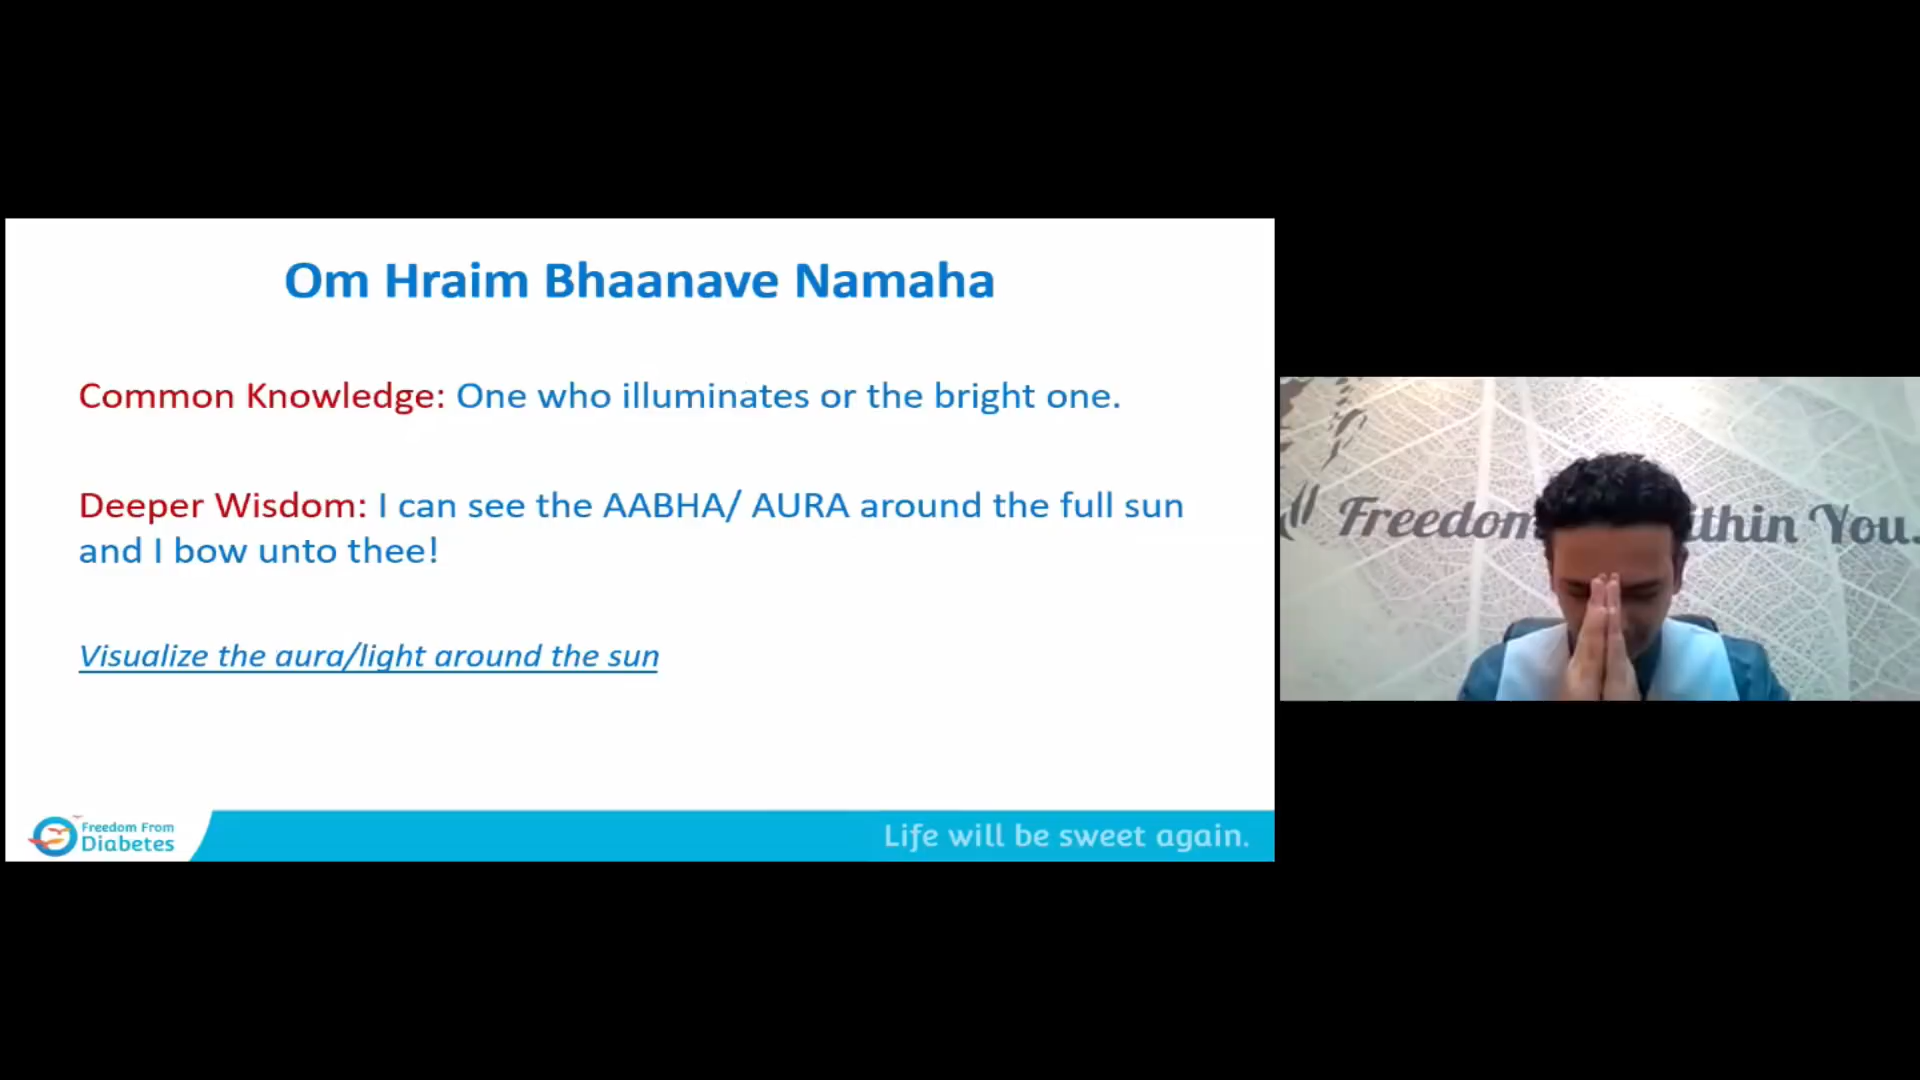 Om Hraim Bhaanave Namaha
Common Knowledge: One who illuminates or the bright one.
Deeper Wisdom: I can see the AABHA/ AURA around the full sun
and I bow unto thee!
Visualize the aura/light around the sun
Freedom From
Diabetes
Life will be sweet again.
Freedom You.